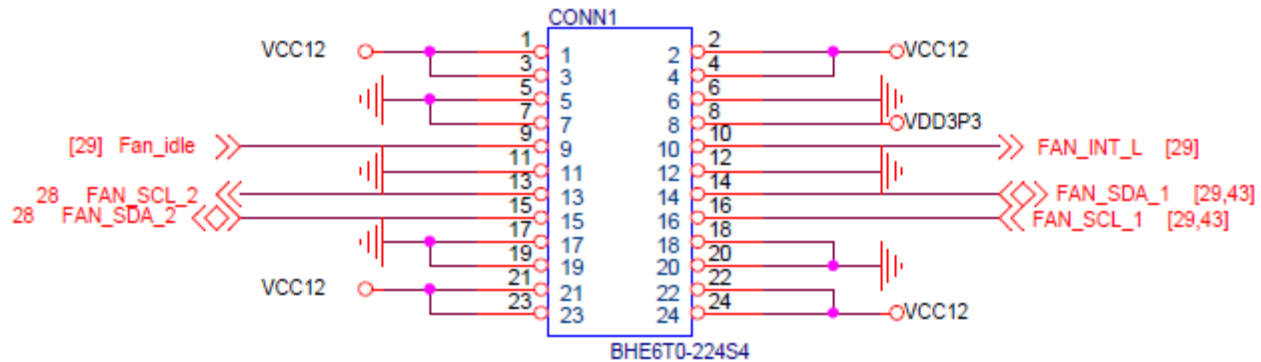 CONN1
VCC12 1 1 2 2 VCC12
3 3 4 4
5 5 6 6
7 7 8 8 VDD3P3
[29] Fan_idle 9 9 10 10 FAN_INT_L [29]
11 11 12 12
28 FAN_SCL_2 13 13 14 14 FAN_SDA_1 [29,43]
28 FAN_SDA_2 15 15 16 16 FAN_SCL_1 [29,43]
17 17 18 18
19 19 20 20
VCC12 21 21 22 22
23 23 24 24 VCC12
BHE6T0-224S4